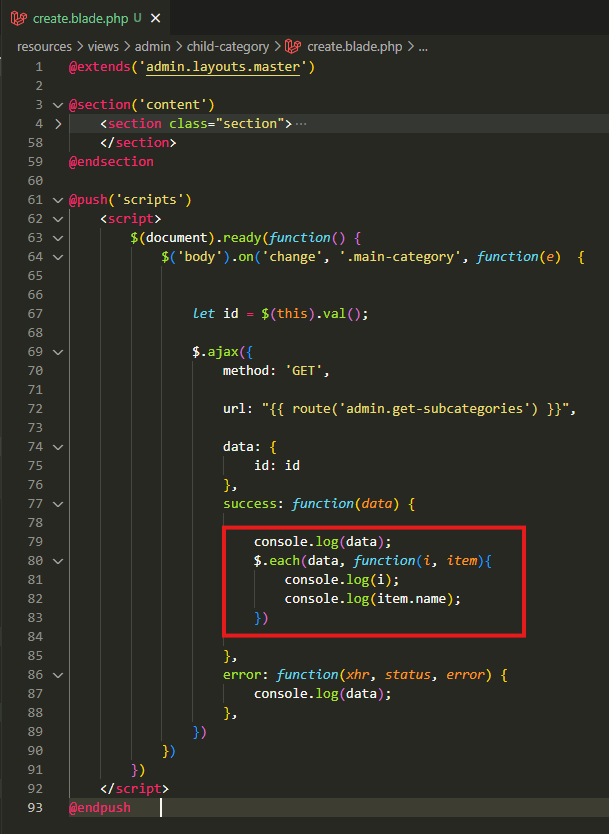 create.blade.php U ×
resources > views > admin > child-category > create.blade.php > ...
1 @extends('admin.layouts.master')
2
3 @section('content')
4 <section class="section"> ...
58 </section>
59 @endsection
60
61 @push('scripts')
62 <script>
63 $(document).ready(function() {
64 $('body').on('change', '.main-category', function(e)  {
65
66
67 let id = $(this).val();
68
69 $.ajax({
70 method: 'GET',
71
72 url: "{{ route('admin.get-subcategories') }}",
73
74 data: {
75 id: id
76 },
77 success: function(data) {
78
79 console.log(data);
80 $.each(data, function(i, item){
81 console.log(i);
82 console.log(item.name);
83 })
84
85 },
86 error: function(xhr, status, error) {
87 console.log(data);
88 },
89 })
90 })
91 })
92 </script>
93 @endpush